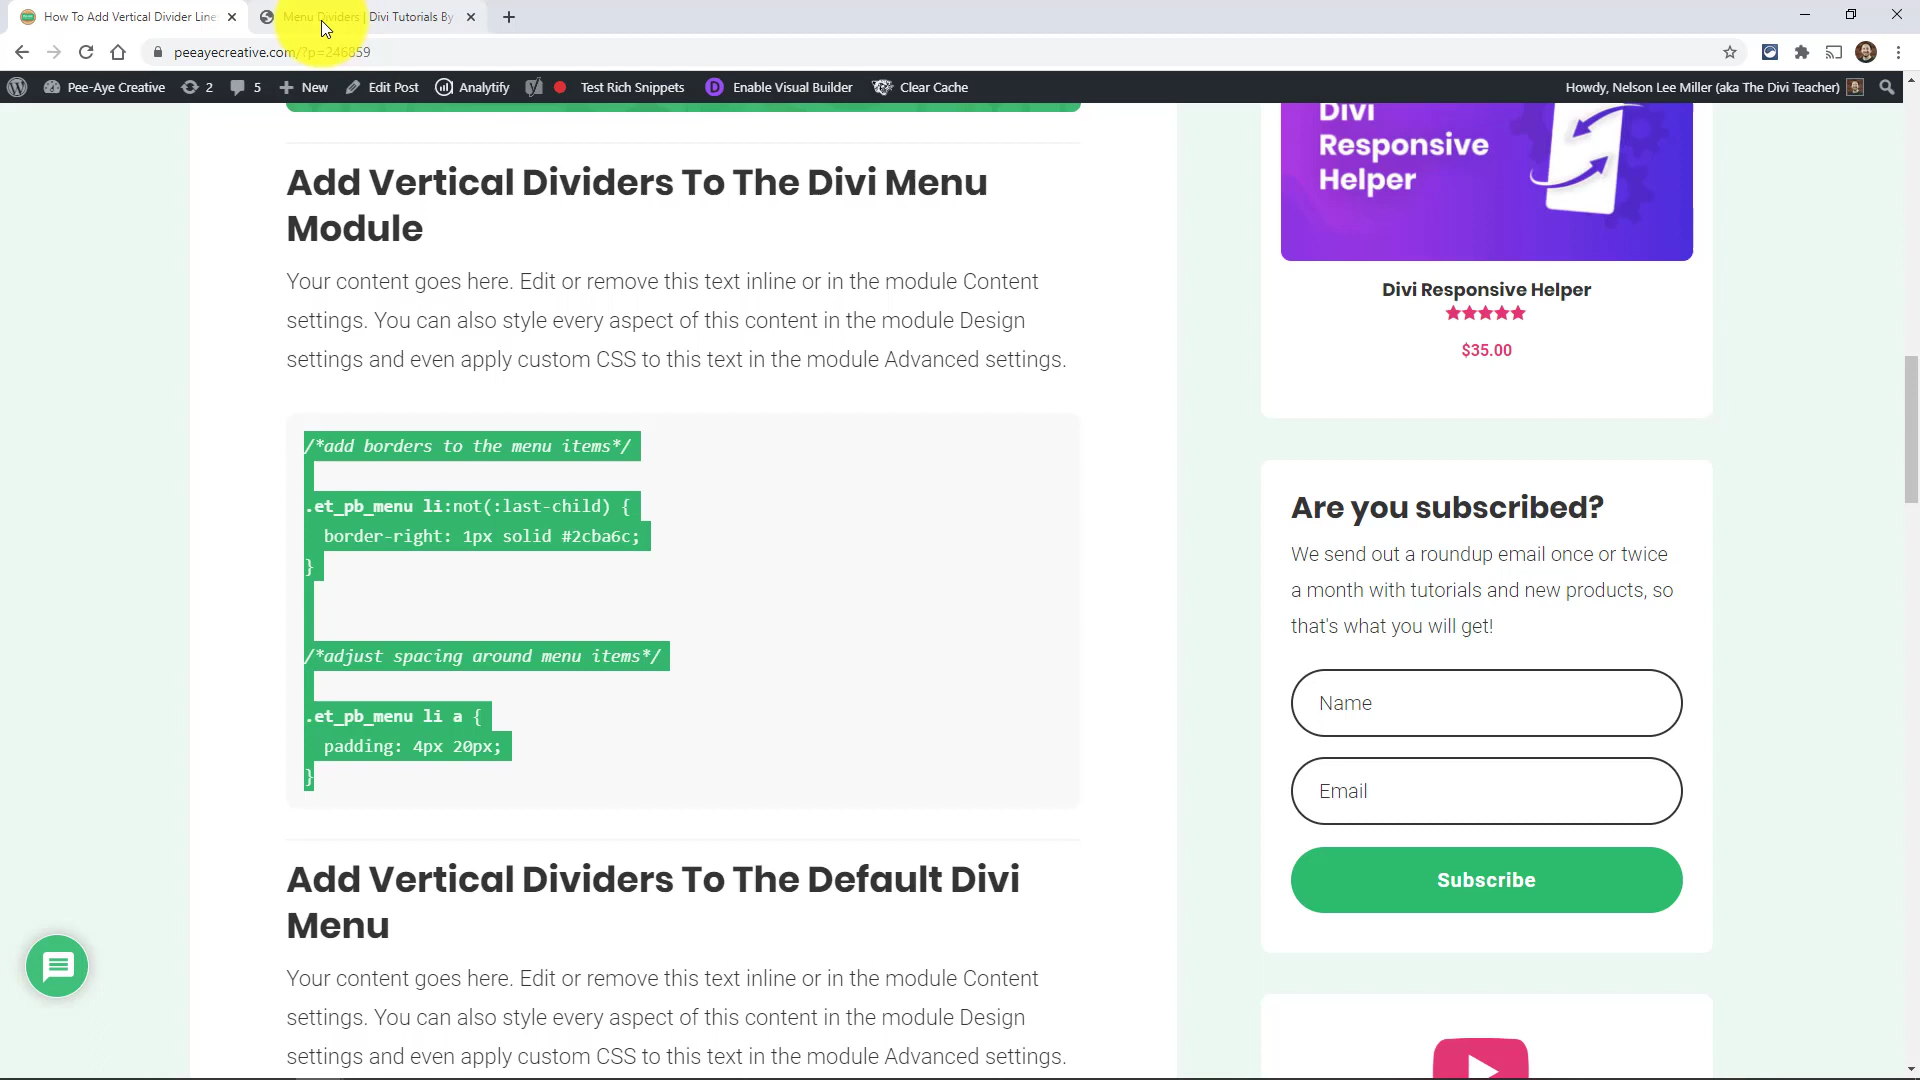 How To Add Vertical Divider Line
Menu Dividers | Divi Tutorials By
peeayecreative.com/?p=246859
Pee-Aye Creative
2
5
New
Edit Post
Analytify
Test Rich Snippets
D
Enable Visual Builder
Clear Cache
Howdy, Nelson Lee Miller (aka The Divi Teacher)
Add Vertical Dividers To The Divi Menu
Module
Your content goes here. Edit or remove this text inline or in the module Content
settings. You can also style every aspect of this content in the module Design
settings and even apply custom CSS to this text in the module Advanced settings.
/*add borders to the menu items*/
.et_pb_menu li:not(:last-child) {
border-right: 1px solid #2cba6c;
}
/*adjust spacing around menu items*/
.et_pb_menu li a {
padding: 4px 20px;
}
Add Vertical Dividers To The Default Divi
Menu
Your content goes here. Edit or remove this text inline or in the module Content
settings. You can also style every aspect of this content in the module Design
settings and even apply custom CSS to this text in the module Advanced settings.
Divi
Responsive
Helper
Divi Responsive Helper
$35.00
Are you subscribed?
We send out a roundup email once or twice
a month with tutorials and new products, so
that's what you will get!
Name
Email
Subscribe